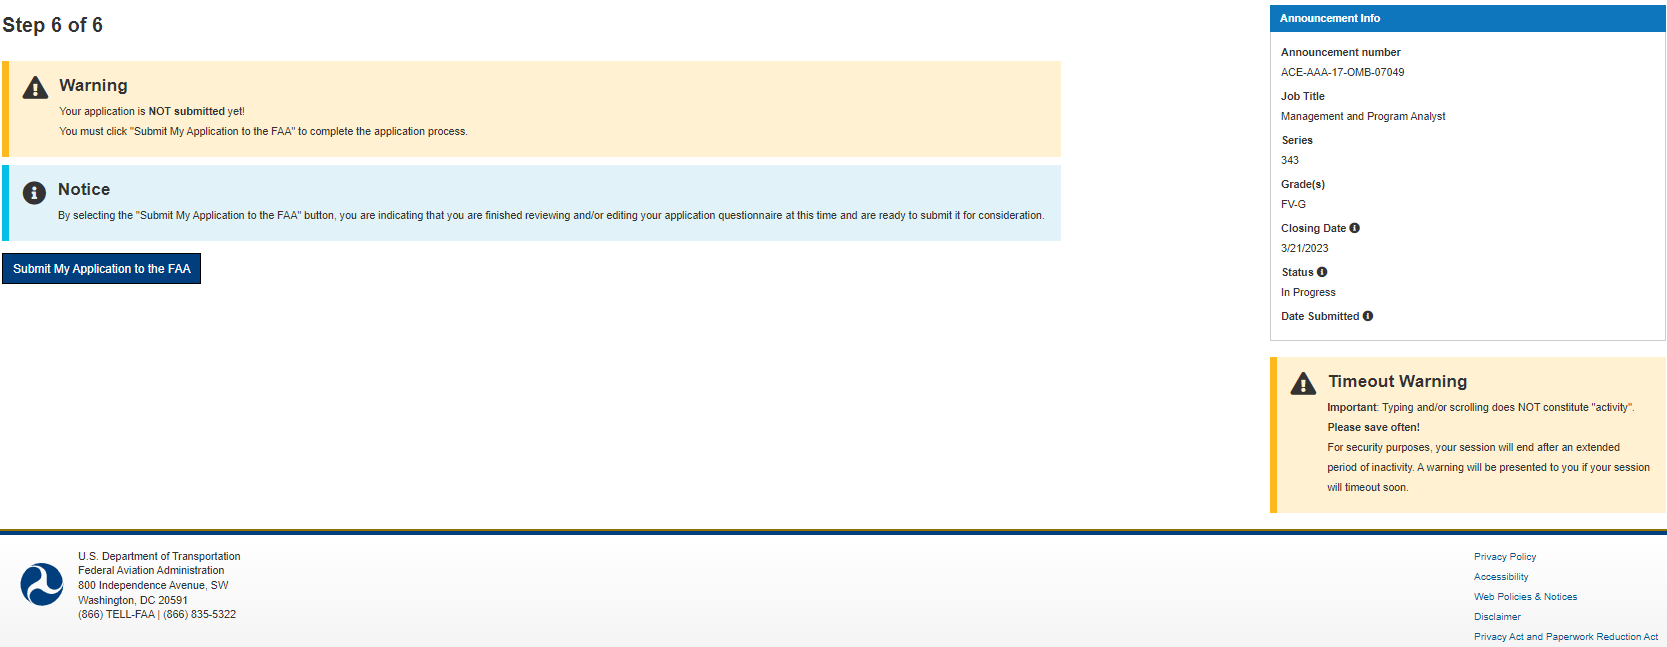 Step 6 of 6
Warning
Your application is NOT submitted yet!
You must click "Submit My Application to the FAA" to complete the application process.
Notice
By selecting the "Submit My Application to the FAA" button, you are indicating that you are finished reviewing and/or editing your application questionnaire at this time and are ready to submit it for consideration.
Submit My Application to the FAA
Announcement Info
Announcement number
ACE-AAA-17-OMB-07049
Job Title
Management and Program Analyst
Series
343
Grade(s)
FV-G
Closing Date
3/21/2023
Status
In Progress
Date Submitted
Timeout Warning
Important: Typing and/or scrolling does NOT constitute "activity".
Please save often!
For security purposes, your session will end after an extended
period of inactivity. A warning will be presented to you if your session
will timeout soon.
U.S. Department of Transportation
Federal Aviation Administration
800 Independence Avenue, SW
Washington, DC 20591
(866) TELL-FAA | (866) 835-5322
Privacy Policy
Accessibility
Web Policies & Notices
Disclaimer
Privacy Act and Paperwork Reduction Act